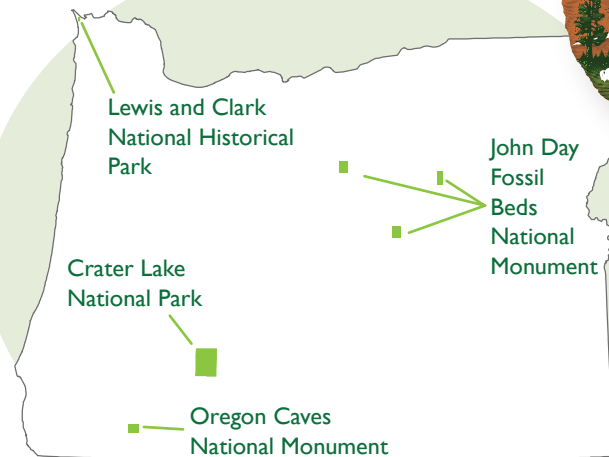 Lewis and Clark
National Historical
Park
John Day
Fossil
Beds
National
Monument
Crater Lake
National Park
Oregon Caves
National Monument